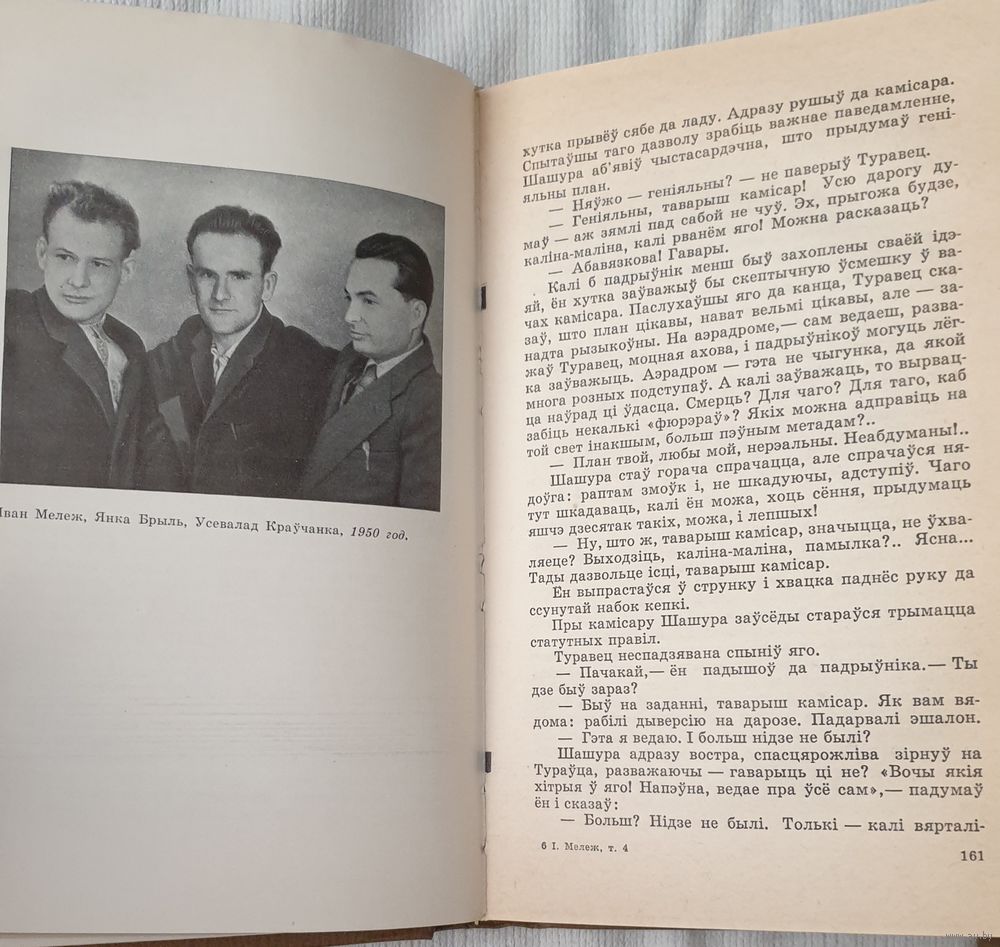 Іван Мележ, Янка Брыль, Усевалад Краўчанка, 1950 год.
хутка прывёў сябе да ладу. Адразу рушыў да камісара.
Спытаўшы таго дазволу зрабіць важнае паведамленне,
Шашура аб'явіў чыстасардэчна, што прыдумаў гені-
яльны план.
— Няўжо — геніяльны? — не паверыў Туравец.
— Геніяльны, таварыш камісар! Усю дарогу ду-
маў — аж зямлі пад сабой не чуў. Эх, прыгожа будзе,
каліна-маліна, калі рванём яго! Можна расказаць?
— Абавязкова! Гавары.
Калі б падрыўнік менш быў захоплены сваёй ідэ-
яй, ён хутка заўважыў бы скептычную ўсмешку ў ва-
чах камісара. Паслухаўшы яго да канца, Туравец ска-
заў, што план цікавы, нават вельмі цікавы, але — за-
надта рызыкоўны. На аэрадроме,— сам ведаеш, разва-
жаў Туравец, моцная ахова, і падрыўнікоў могуць лёг-
ка заўважыць. Аэрадром — гэта не чыгунка, да якой
многа розных подступаў. А калі заўважаць, то вырвац-
ца наўрад ці ўдасца. Смерць? Для чаго? Для таго, каб
забіць некалькі «фюрэраў»? Якіх можна адправіць на
той свет інакшым, больш пэўным метадам?..
— План твой, любы мой, нерэальны. Неабдуманы!..
Шашура стаў горача спрачацца, але спрачаўся ня-
доўга: раптам змоўк і, не шкадуючы, адступіў. Чаго
тут шкадаваць, калі ён можа, хоць сёння, прыдумаць
яшчэ дзесятак такіх, можа, і лепшых!
— Ну, што ж, таварыш камісар, значыцца, не ўхва-
ляеце? Выходзіць, каліна-маліна, памылка?.. Ясна...
Тады дазвольце ісці, таварыш камісар.
Ён выпрастаўся ў струнку і хвацка паднёс руку да
ссунутай набок кепкі.
Пры камісару Шашура заўсёды стараўся трымацца
статутных правіл.
Туравец неспадзявана спыніў яго.
— Пачакай,— ён падышоў да падрыўніка.— Ты
дзе быў зараз?
— Быў на заданні, таварыш камісар. Як вам вя-
дома: рабілі дыверсію на дарозе. Падарвалі эшалон.
— Гэта я ведаю. І больш нідзе не былі?
Шашура адразу востра, спасцярожліва зірнуў на
Тураўца, разважаючы — гаварыць ці не? «Вочы якія
хітрыя ў яго! Напэўна, ведае пра ўсё сам»,— падумаў
ён і сказаў:
— Больш? Нідзе не былі. Толькі — калі вярталі-
6 І. Мележ, т. 4
161
www.ay.by